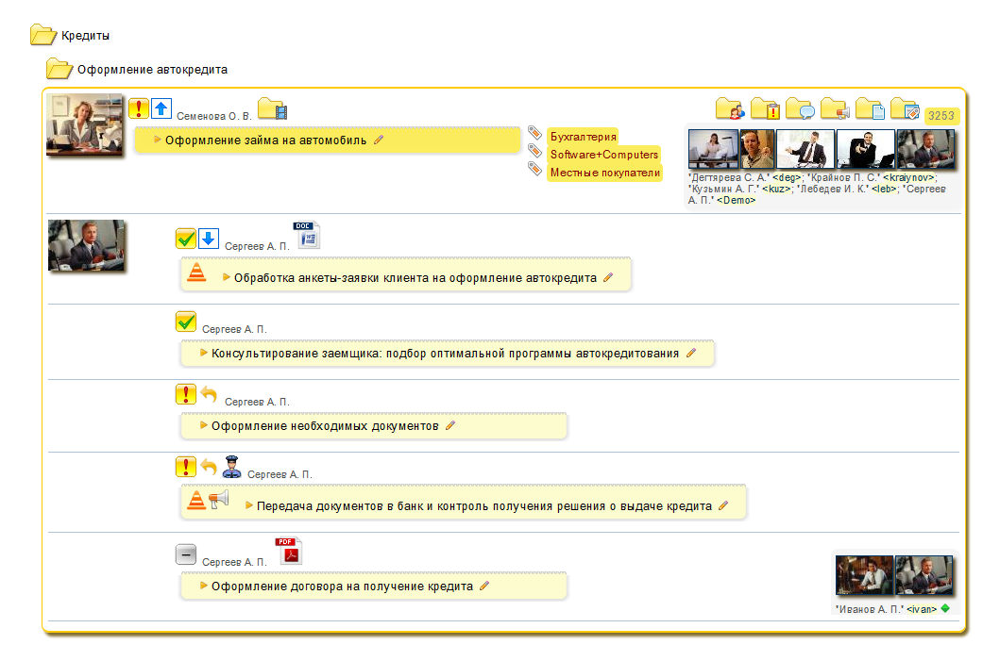 Кредиты
Оформление автокредита
Семенова О. В.
3253
Оформление займа на автомобиль
Бухгалтерия
Software+Computers
Местные покупатели
"Дегтярева С. А." <deg>; "Крайнов П. С." <kraiynov>;
"Кузьмин А. Г." <kuz>; "Лебедев И. К." <leb>; "Сергеев
А. П." <Demo>
Сергеев А. П.
DOC
Обработка анкеты-заявки клиента на оформление автокредита
Сергеев А. П.
Консультирование заемщика: подбор оптимальной программы автокредитования
Сергеев А. П.
Оформление необходимых документов
Сергеев А. П.
Передача документов в банк и контроль получения решения о выдаче кредита
Сергеев А. П.
PDF
Оформление договора на получение кредита
"Иванов А. П." <ivan>